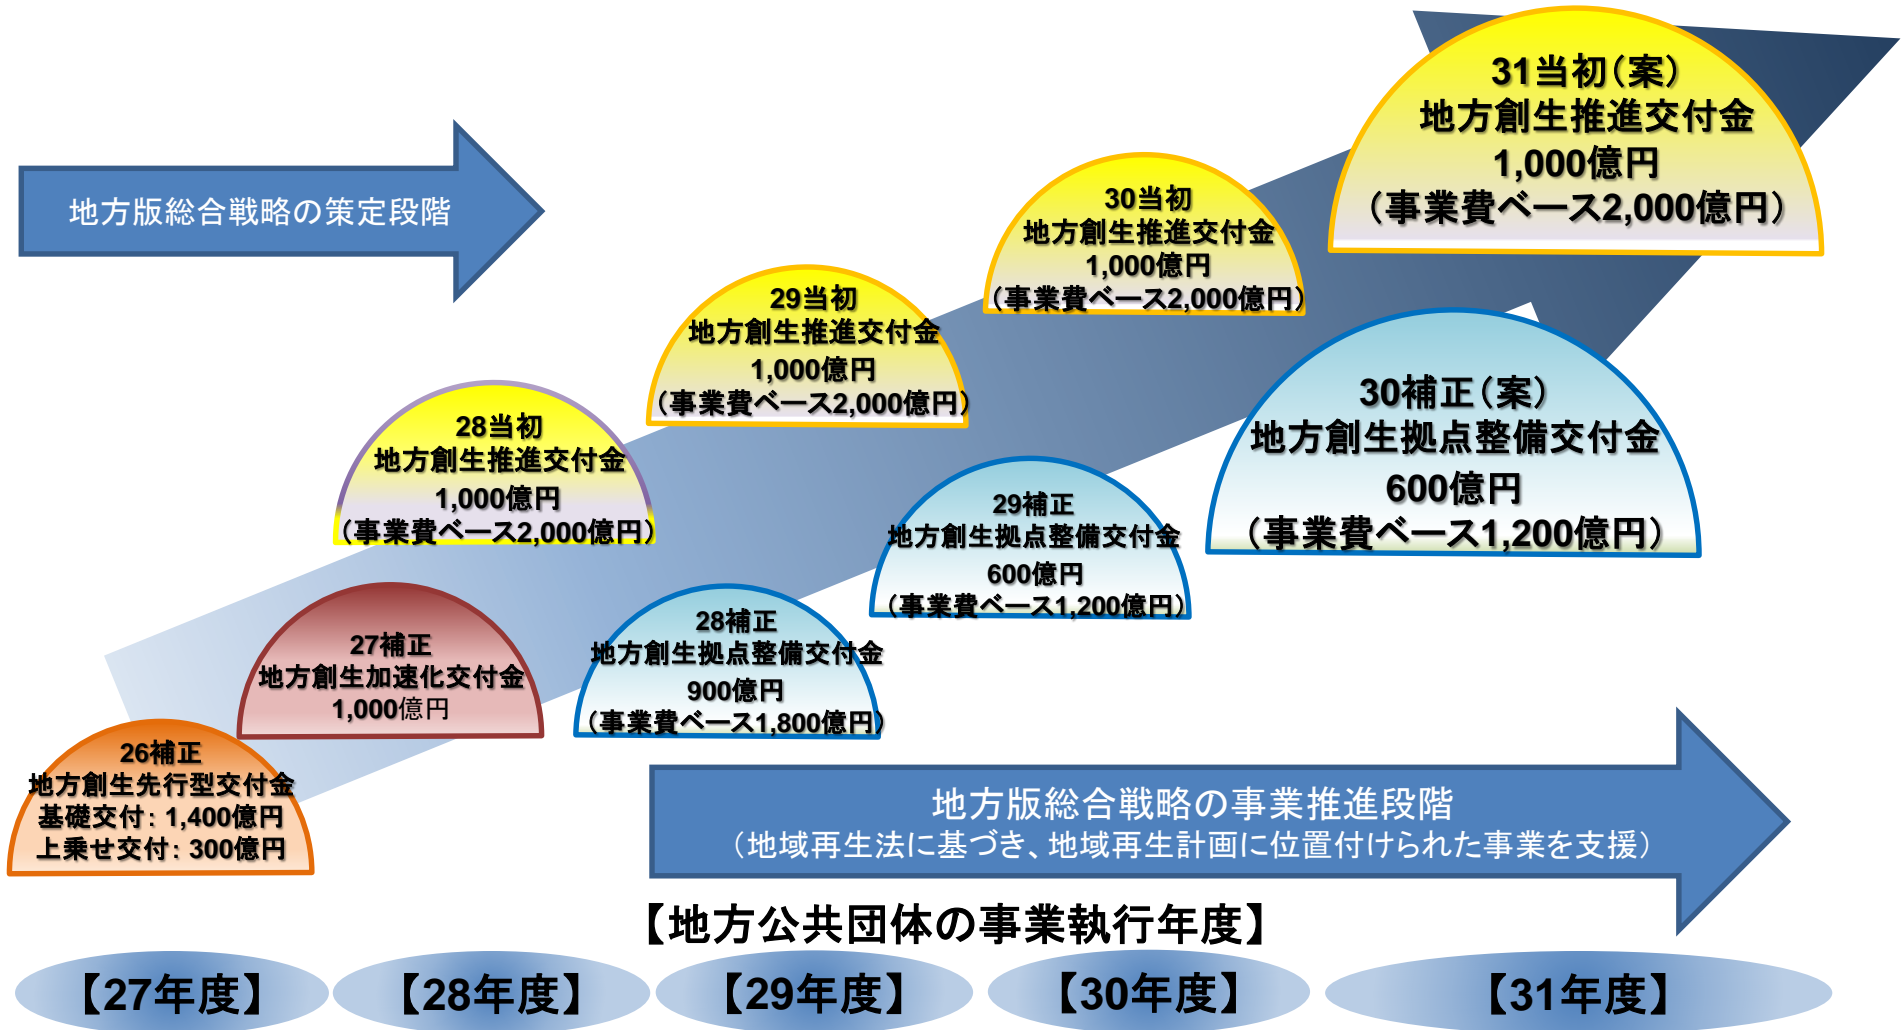 地方版総合戦略の策定段階
31当初（案）
地方創生推進交付金
1,000億円
（事業費ベース2,000億円）
30当初
地方創生推進交付金
1,000億円
（事業費ベース2,000億円）
29当初
地方創生推進交付金
1,000億円
（事業費ベース2,000億円）
28当初
地方創生推進交付金
1,000億円
（事業費ベース2,000億円）
30補正（案）
地方創生拠点整備交付金
600億円
（事業費ベース1,200億円）
29補正
地方創生拠点整備交付金
600億円
（事業費ベース1,200億円）
28補正
地方創生拠点整備交付金
900億円
（事業費ベース1,800億円）
27補正
地方創生加速化交付金
1,000億円
26補正
地方創生先行型交付金
基礎交付：1,400億円
上乗せ交付：300億円
地方版総合戦略の事業推進段階
（地域再生法に基づき、地域再生計画に位置付けられた事業を支援）
【地方公共団体の事業執行年度】
【27年度】
【28年度】
【29年度】
【30年度】
【31年度】